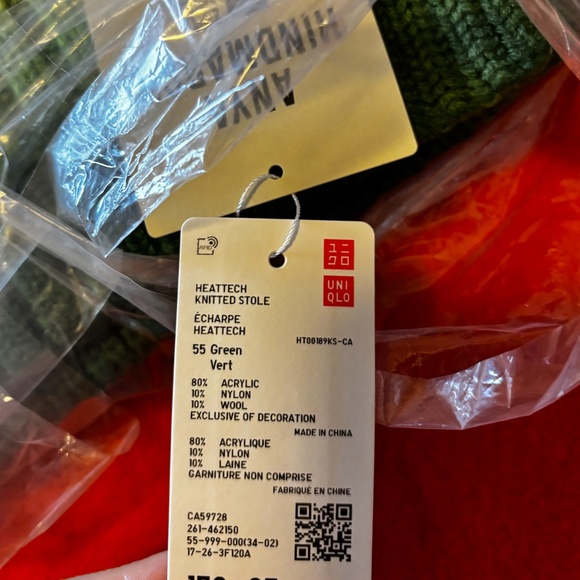 ANYA
HINDMAR
RFID
ユニ
クロ
UNI
QLO
HEATTECH
KNITTED STOLE
ÉCHARPE
HEATTECH
HT00189KS-CA
55 Green
Vert
80% ACRYLIC
10% NYLON
10% WOOL
EXCLUSIVE OF DECORATION
MADE IN CHINA
80% ACRYLIQUE
10% NYLON
10% LAINE
GARNITURE NON COMPRISE
FABRIQUÉ EN CHINE
CA59728
261-462150
55-999-000(34-02)
17-26-3F120A